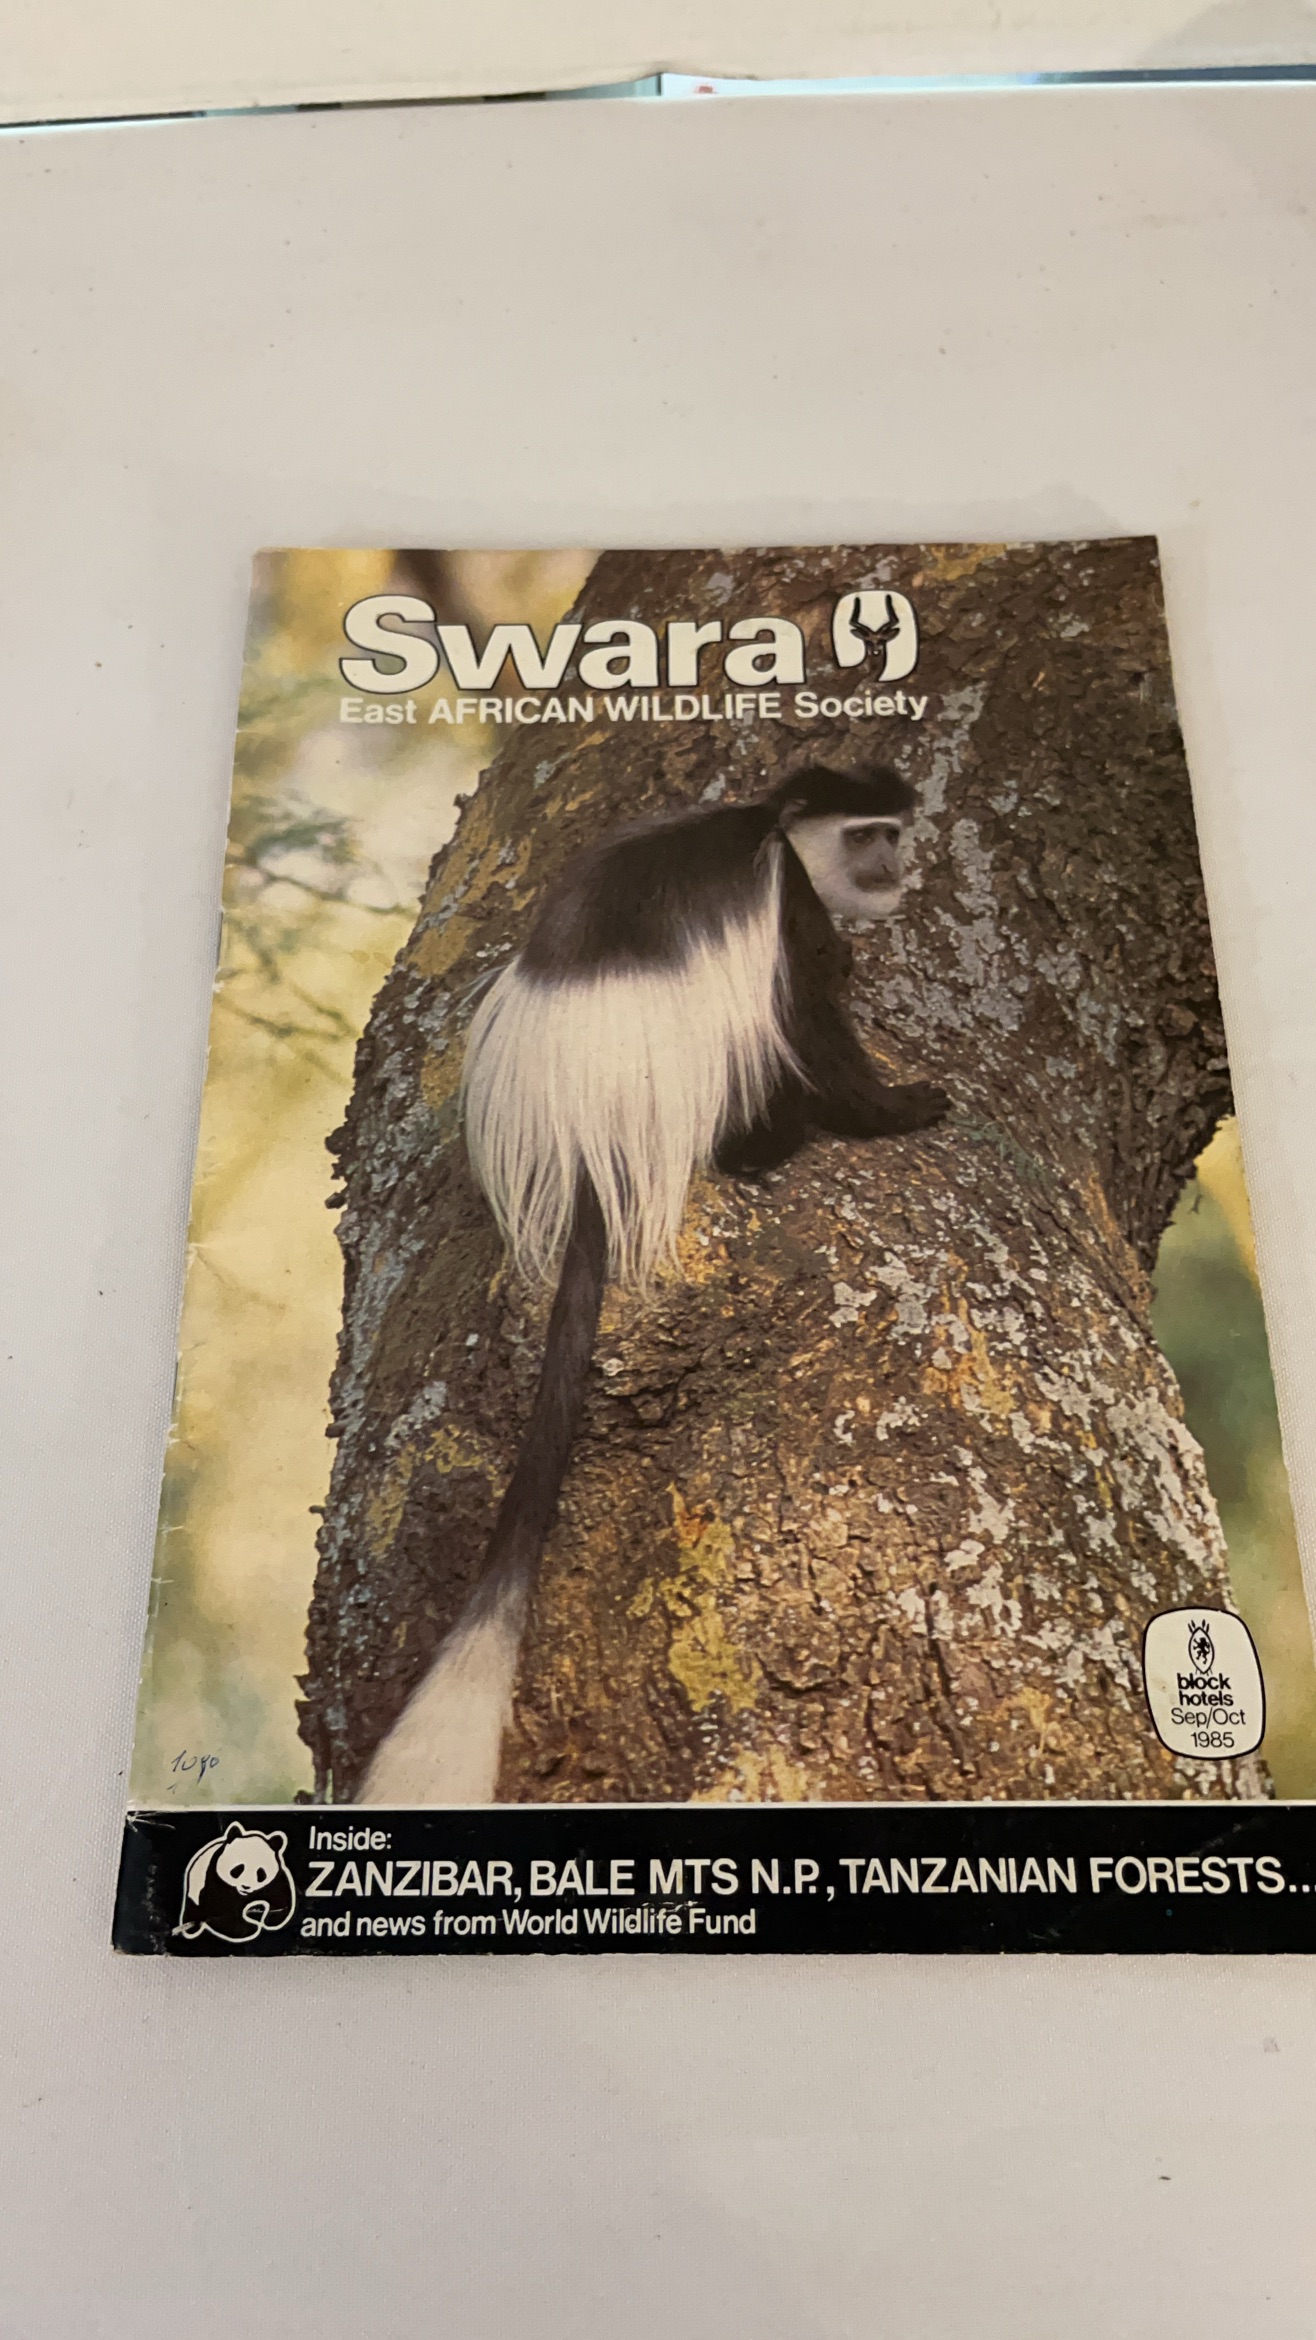 Swara
East AFRICAN WILDLIFE Society
block
hotels
Sep/Oct
1985
Inside:
ZANZIBAR, BALE MTS N.P., TANZANIAN FORESTS...
and news from World Wildlife Fund